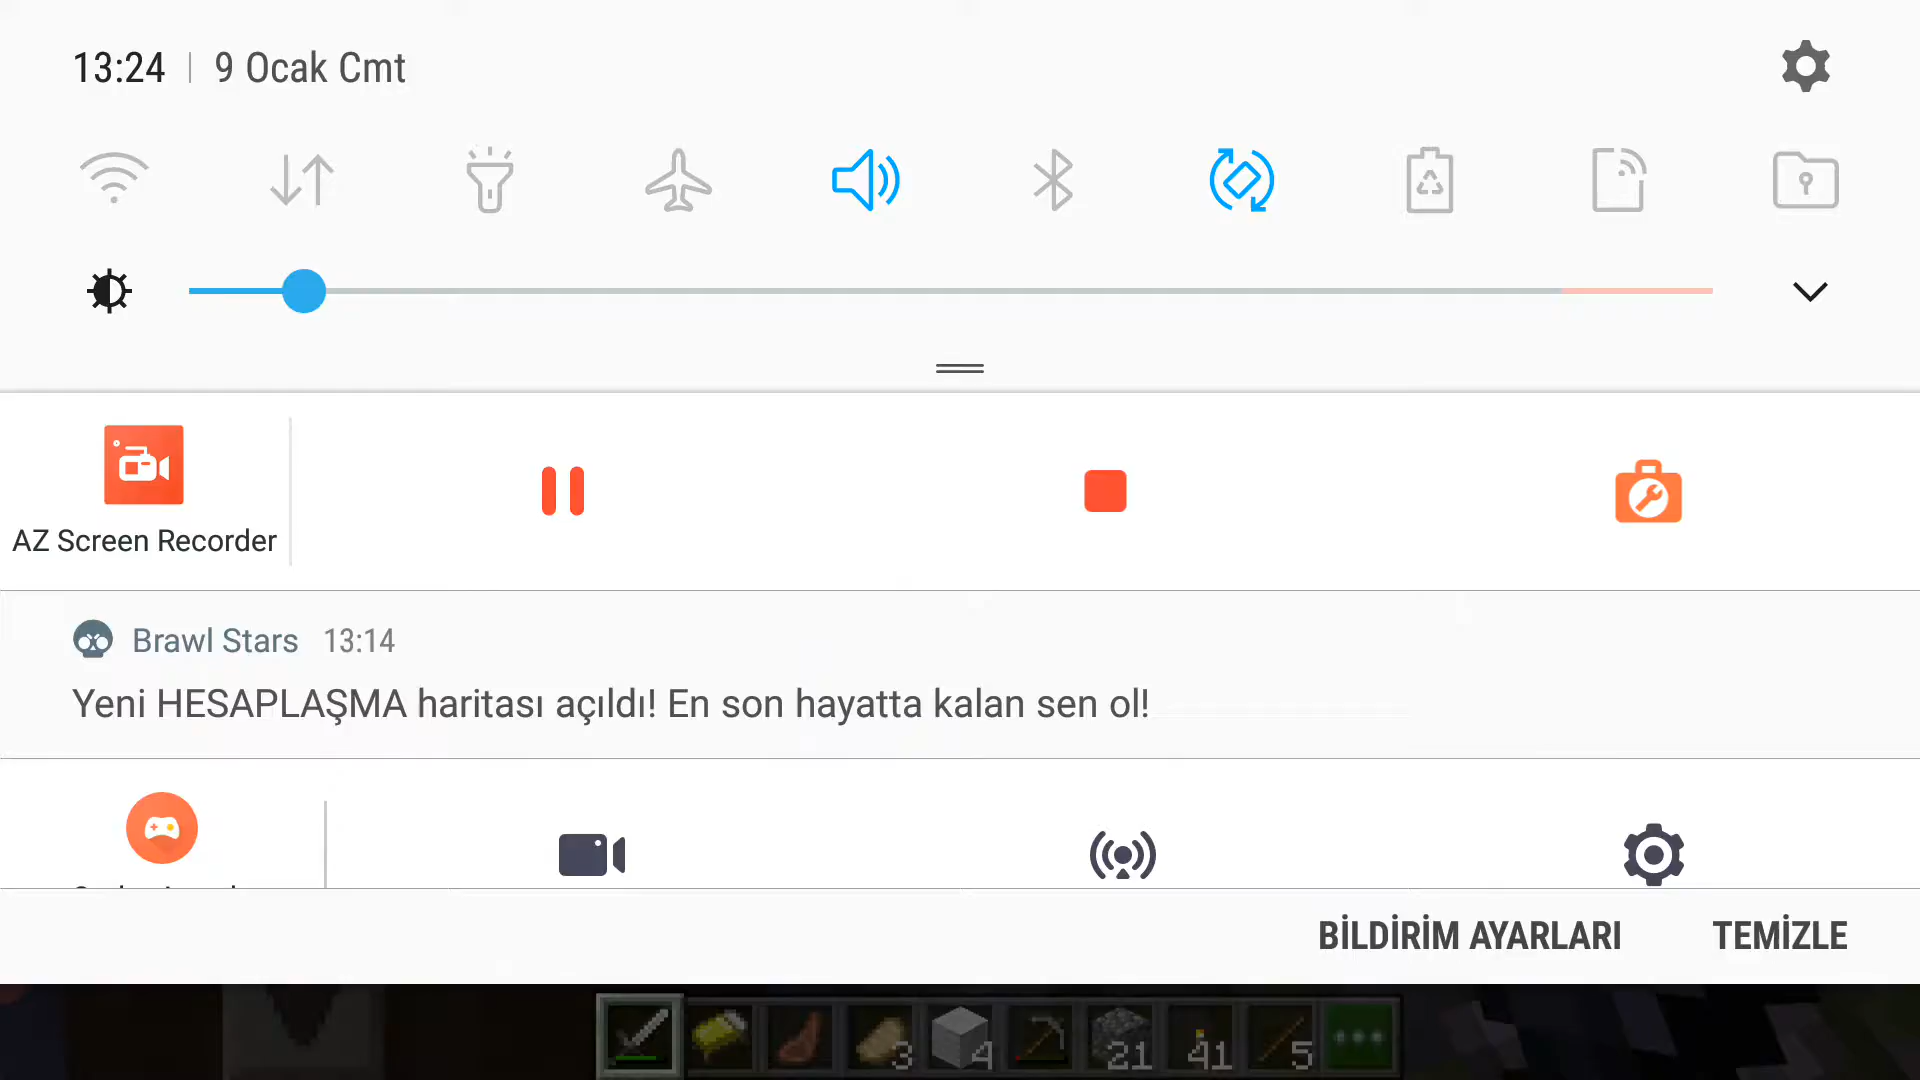 13:24 | 9 Ocak Cmt
AZ Screen Recorder
Brawl Stars 13:14
Yeni HESAPLAŞMA haritası açıldı! En son hayatta kalan sen ol!
BİLDİRİM AYARLARI TEMİZLE
3 4 21 41 5